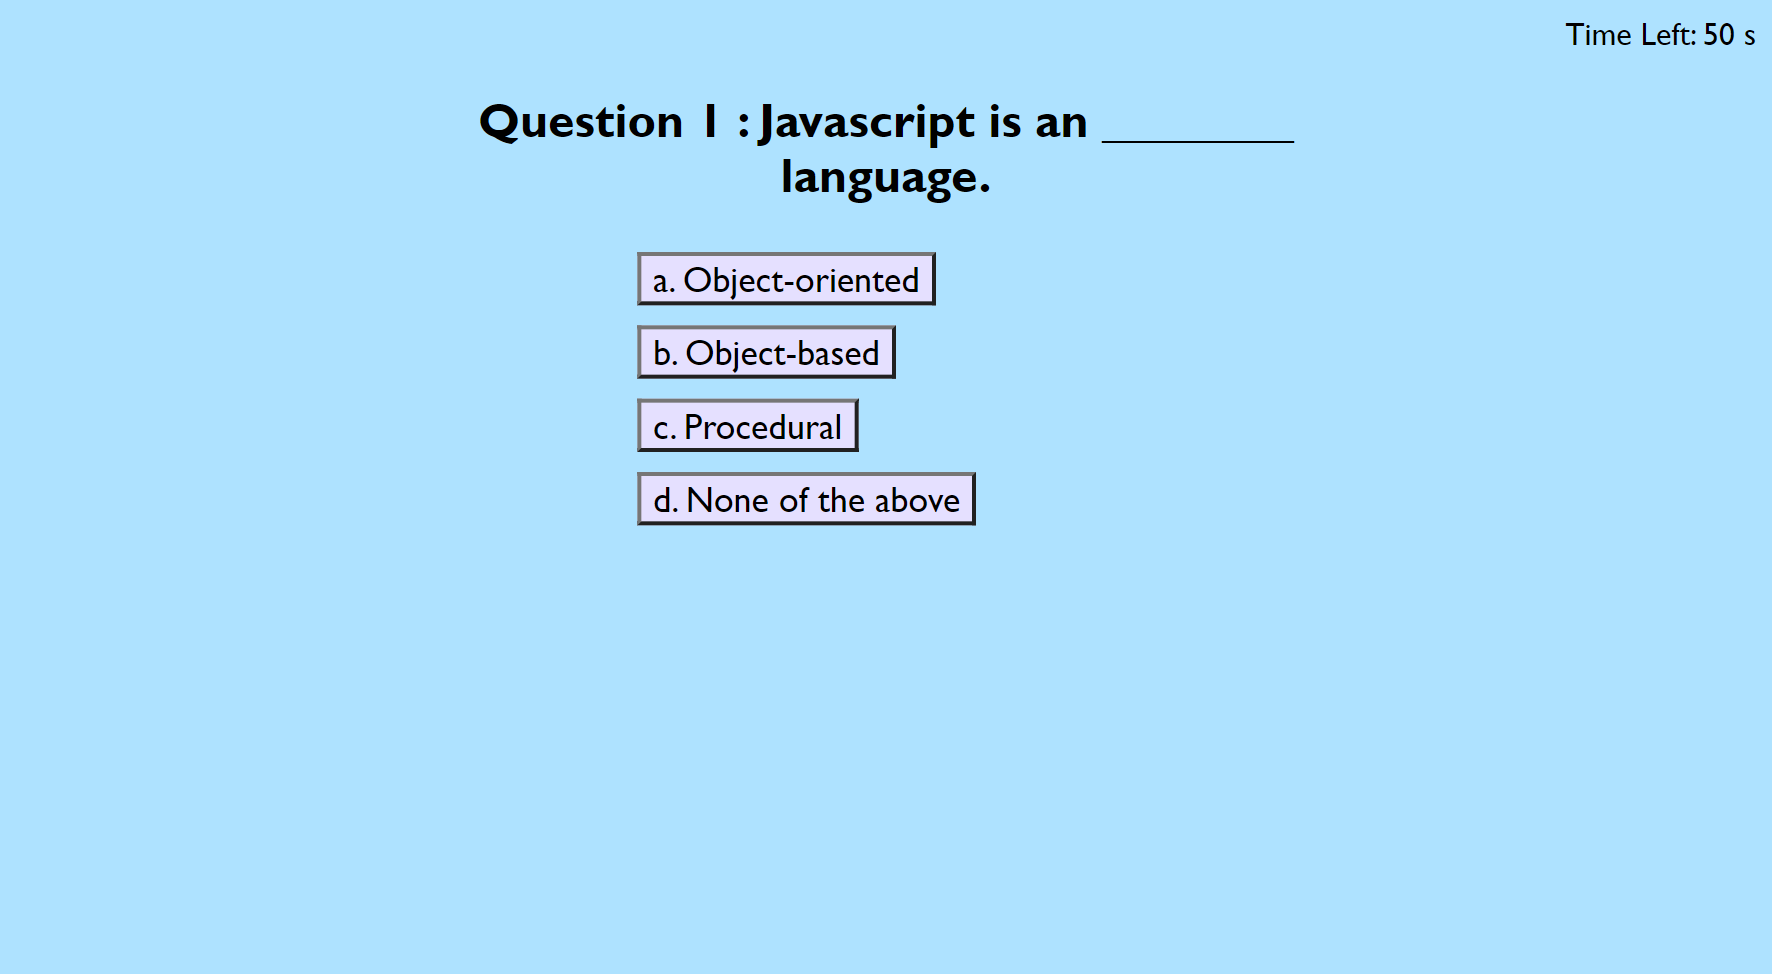 Time Left: 50 s
Question 1 : Javascript is an ________
language.
a. Object-oriented
b. Object-based
c. Procedural
d. None of the above